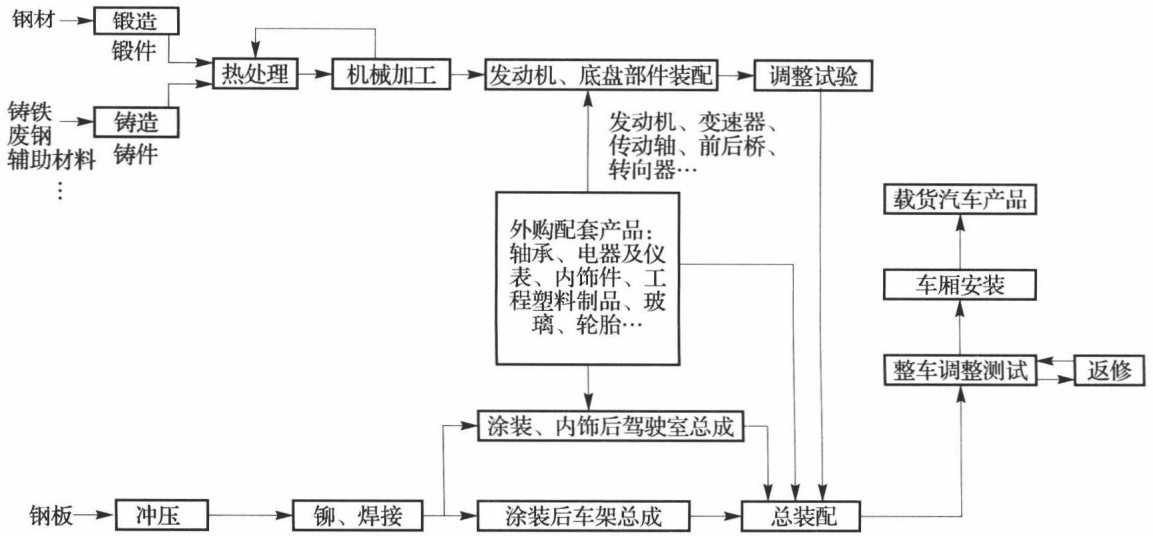 钢材
锻造
锻件
热处理
机械加工
发动机、底盘部件装配
调整试验
铸铁
废钢
辅助材料
…
铸造
铸件
发动机、变速器、
传动轴、前后桥、
转向器…
外购配套产品：
轴承、电器及仪
表、内饰件、工
程塑料制品、玻
璃、轮胎…
载货汽车产品
车厢安装
整车调整测试
返修
涂装、内饰后驾驶室总成
钢板
冲压
铆、焊接
涂装后车架总成
总装配